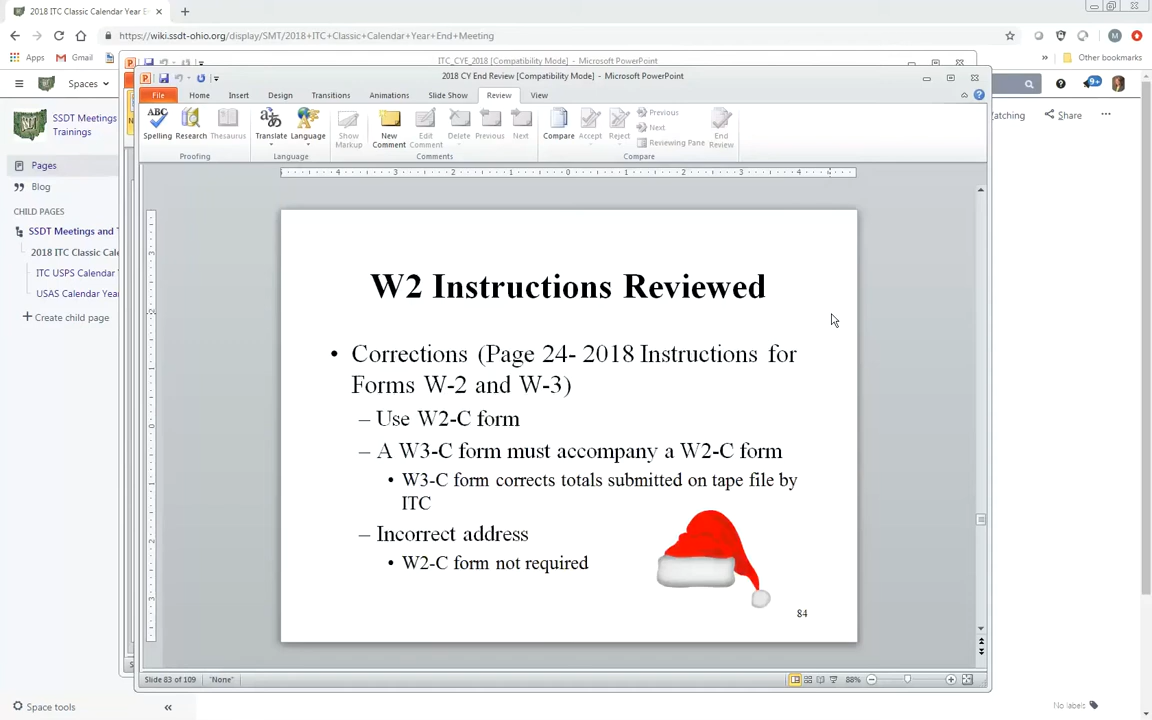 2018 ITC Classic Calendar Year E
https://wiki.ssdt-ohio.org/display/SMT/2018+ITC+Classic+Calendar+Year+End+Meeting
M
Apps
Gmail
Other bookmarks
ITC_CYE_2018 [Compatibility Mode] - Microsoft PowerPoint
2018 CY End Review [Compatibility Mode] - Microsoft PowerPoint
Spaces
9+
File Home Insert Design Transitions Animations Slide Show Review View
SSDT Meetings
Trainings
atching
Share
ABC
Spelling Research Thesaurus
Translate Language
Show Markup
New Comment
Edit Comment
Delete Previous Next
Compare Accept Reject
Previous
Next
Reviewing Pane
End Review
Proofing Language Comments Compare
Pages
Blog
CHILD PAGES
SSDT Meetings and T
2018 ITC Classic Cale
ITC USPS Calendar Y
USAS Calendar Year
Create child page
W2 Instructions Reviewed
• Corrections (Page 24- 2018 Instructions for
Forms W-2 and W-3)
– Use W2-C form
– A W3-C form must accompany a W2-C form
• W3-C form corrects totals submitted on tape file by
ITC
– Incorrect address
• W2-C form not required
84
Slide 83 of 109
"None"
88%
Space tools
No labels